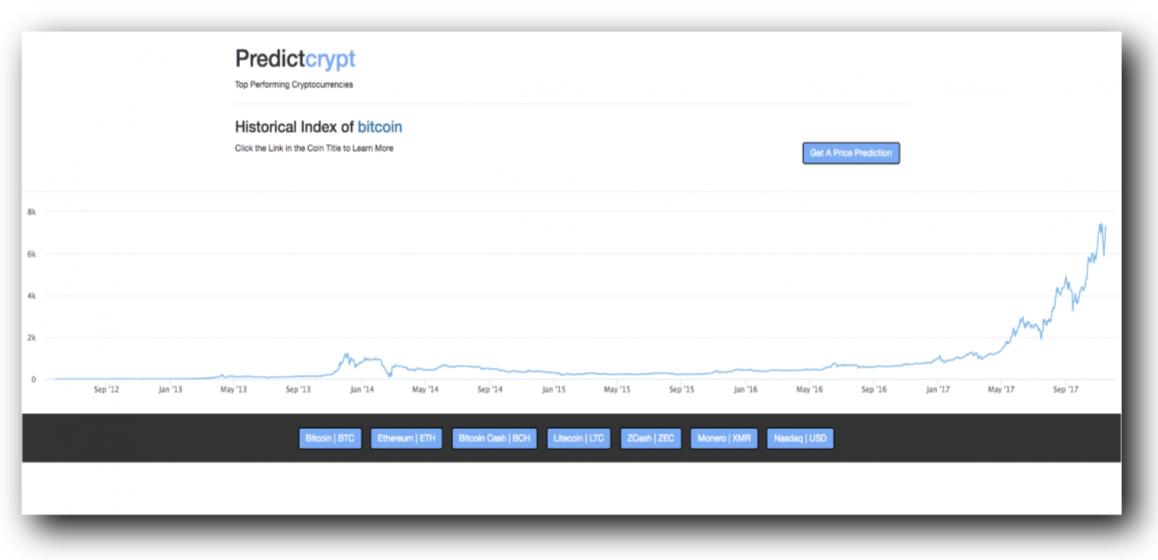 Predictcrypt
Top Performing Cryptocurrencies
Historical Index of bitcoin
Click the Link in the Coin Title to Learn More
Get A Price Prediction
8k
6k
4k
2k
0
Sep '12 Jan '13 May '13 Sep '13 Jan '14 May '14 Sep '14 Jan '15 May '15 Sep '15 Jan '16 May '16 Sep '16 Jan '17 May '17 Sep '17
Bitcoin | BTC Ethereum | ETH Bitcoin Cash | BCH Litecoin | LTC ZCash | ZEC Monero | XMR Nasdaq | USD